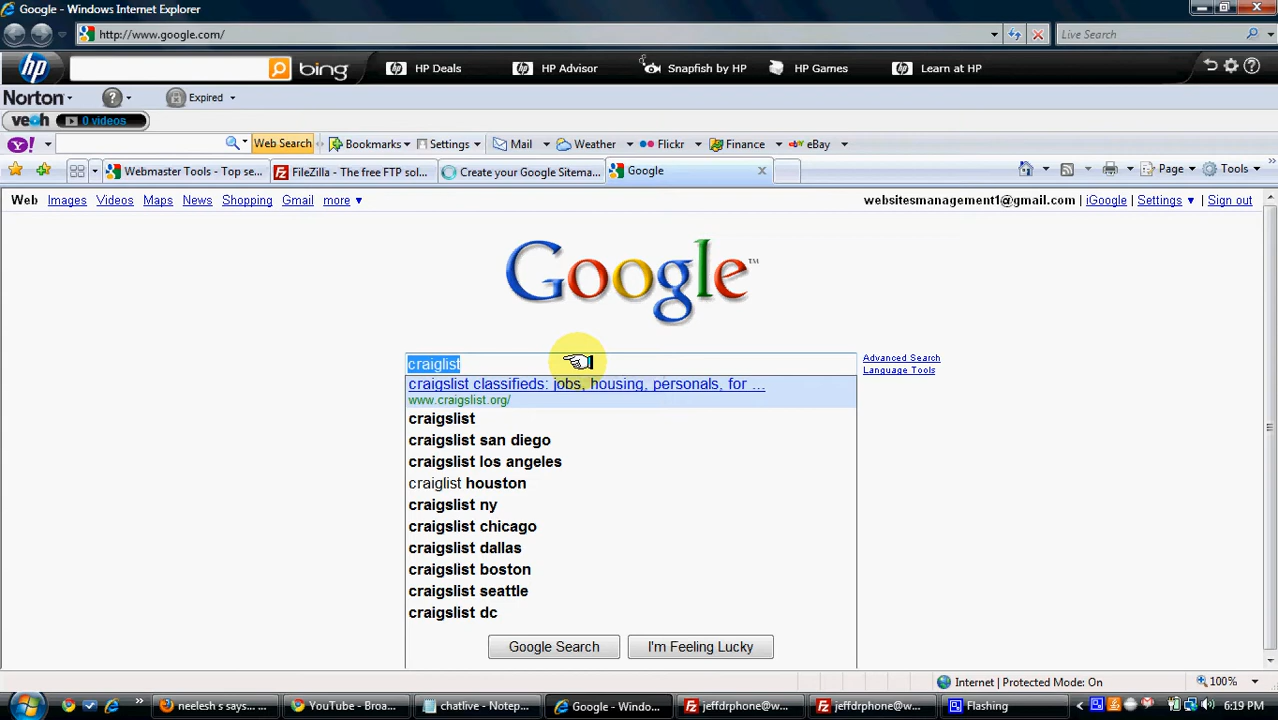 Google - Windows Internet Explorer
http://www.google.com/
Live Search
hp
bing
HP Deals
HP Advisor
Snapfish by HP
HP Games
Learn at HP
Norton
Expired
veoh
0 videos
Y!
Web Search
Bookmarks
Settings
Mail
Weather
Flickr
Finance
eBay
Webmaster Tools - Top se...
FileZilla - The free FTP sol...
Create your Google Sitema...
Google
Page
Tools
Web Images Videos Maps News Shopping Gmail more
websitesmanagement1@gmail.com | iGoogle | Settings | Sign out
Google™
craiglist
Advanced Search
Language Tools
craigslist classifieds: jobs, housing, personals, for ...
www.craigslist.org/
craigslist
craigslist san diego
craigslist los angeles
craiglist houston
craigslist ny
craigslist chicago
craigslist dallas
craigslist boston
craigslist seattle
craigslist dc
Google Search
I'm Feeling Lucky
Internet | Protected Mode: On
100%
neelesh s says... ...
YouTube - Broa...
chatlive - Notep...
Google - Windo...
jeffdrphone@w...
jeffdrphone@w...
Flashing
6:19 PM